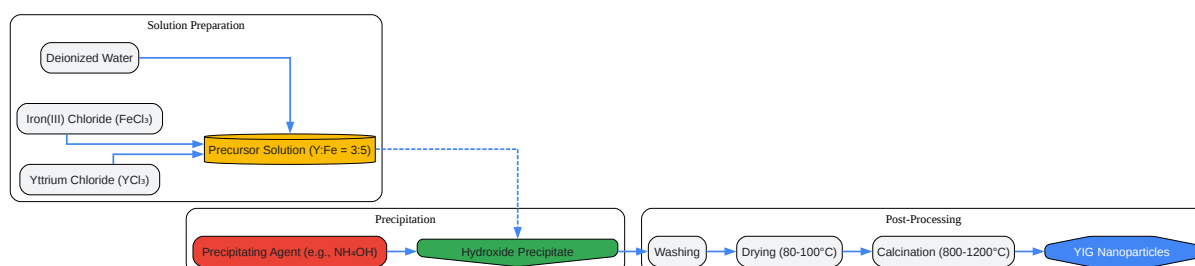 Solution Preparation
Deionized Water
Iron(III) Chloride (FeCl₃)
Precursor Solution (Y:Fe = 3:5)
Yttrium Chloride (YCl₃)
Precipitation
Post-Processing
Precipitating Agent (e.g., NH₄OH)
Hydroxide Precipitate
Washing
Drying (80-100°C)
Calcination (800-1200°C)
YIG Nanoparticles